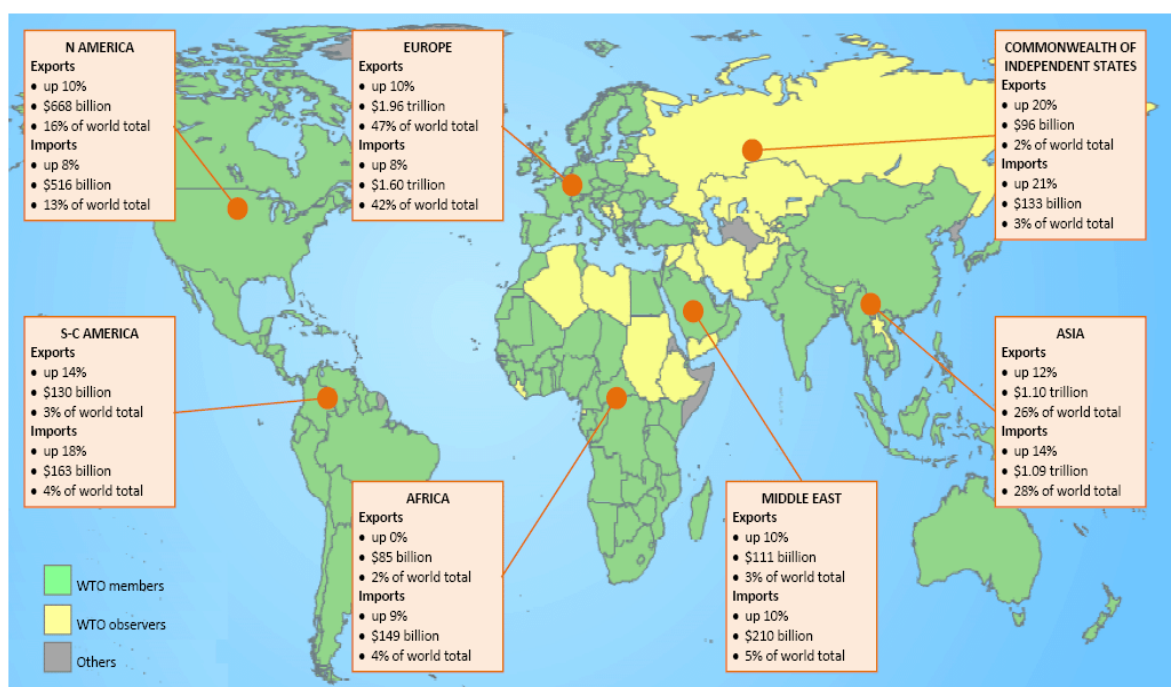 N AMERICA
Exports
• up 10%
• $668 billion
• 16% of world total
Imports
• up 8%
• $516 billion
• 13% of world total
EUROPE
Exports
• up 10%
• $1.96 trillion
• 47% of world total
Imports
• up 8%
• $1.60 trillion
• 42% of world total
COMMONWEALTH OF
INDEPENDENT STATES
Exports
• up 20%
• $96 billion
• 2% of world total
Imports
• up 21%
• $133 billion
• 3% of world total
S-C AMERICA
Exports
• up 14%
• $130 billion
• 3% of world total
Imports
• up 18%
• $163 billion
• 4% of world total
ASIA
Exports
• up 12%
• $1.10 trillion
• 26% of world total
Imports
• up 14%
• $1.09 trillion
• 28% of world total
AFRICA
Exports
• up 0%
• $85 billion
• 2% of world total
Imports
• up 9%
• $149 billion
• 4% of world total
MIDDLE EAST
Exports
• up 10%
• $111 biillion
• 3% of world total
Imports
• up 10%
• $210 billion
• 5% of world total
WTO members
WTO observers
Others